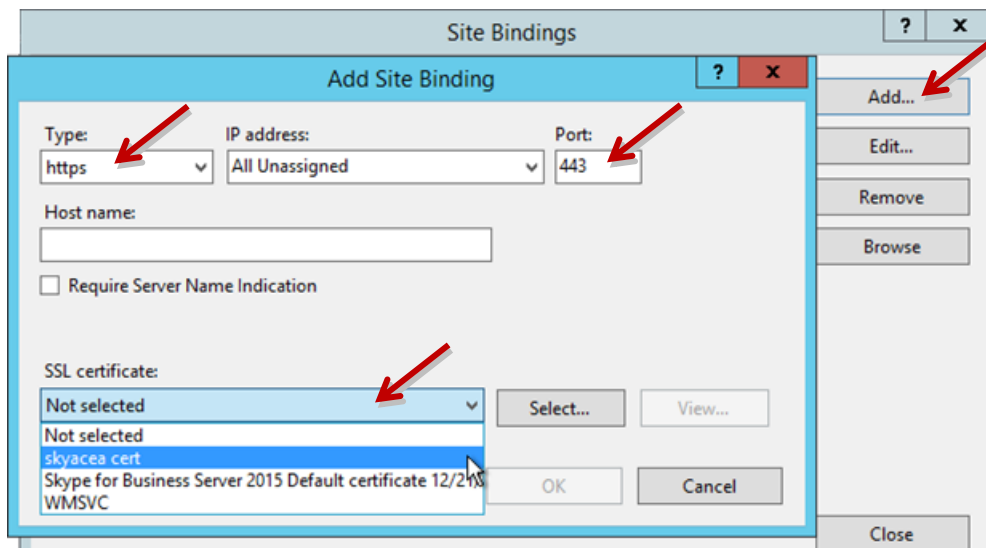 Site Bindings
? x
Add Site Binding
? x
Add...
Type: IP address: Port:
https All Unassigned 443
Edit...
Remove
Host name:
Browse
Require Server Name Indication
SSL certificate:
Not selected
Select... View...
Not selected
skyacea cert
Skype for Business Server 2015 Default certificate
WMSVC
OK Cancel
Close